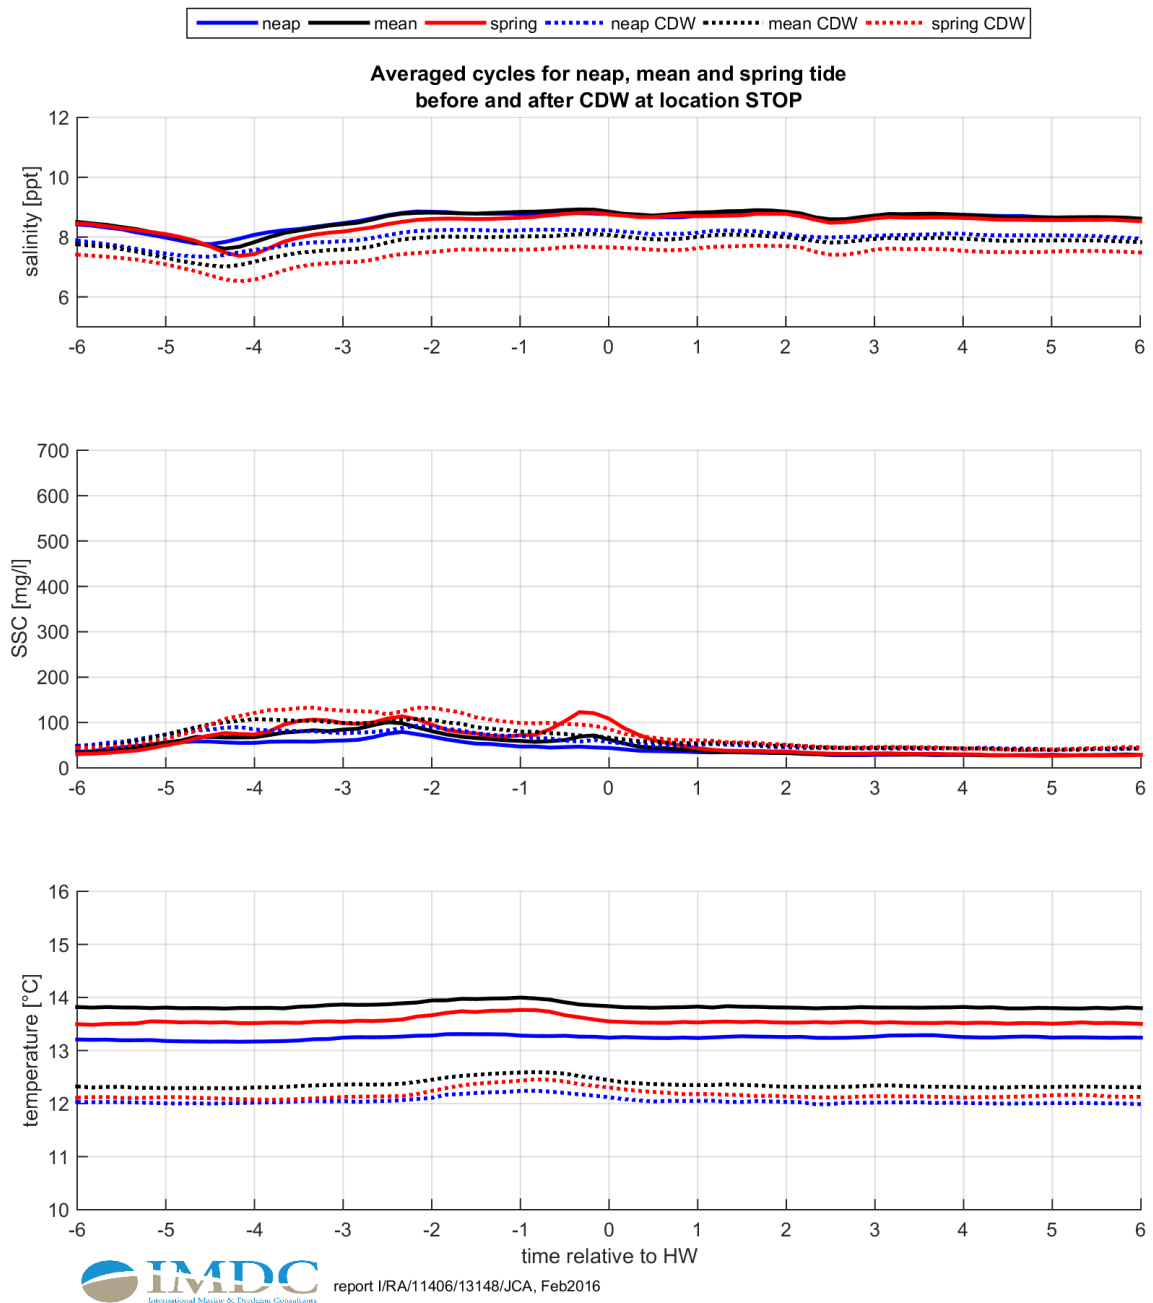 neap mean spring neap CDW mean CDW spring CDW
Averaged cycles for neap, mean and spring tide
before and after CDW at location STOP
salinity [ppt]
12
10
8
6
-6 -5 -4 -3 -2 -1 0 1 2 3 4 5 6
SSC [mg/l]
700
600
500
400
300
200
100
0
-6 -5 -4 -3 -2 -1 0 1 2 3 4 5 6
temperature [°C]
16
15
14
13
12
11
10
-6 -5 -4 -3 -2 -1 0 1 2 3 4 5 6
time relative to HW
IMDC
International Marine & Dredging Consultants
report I/RA/11406/13148/JCA, Feb2016